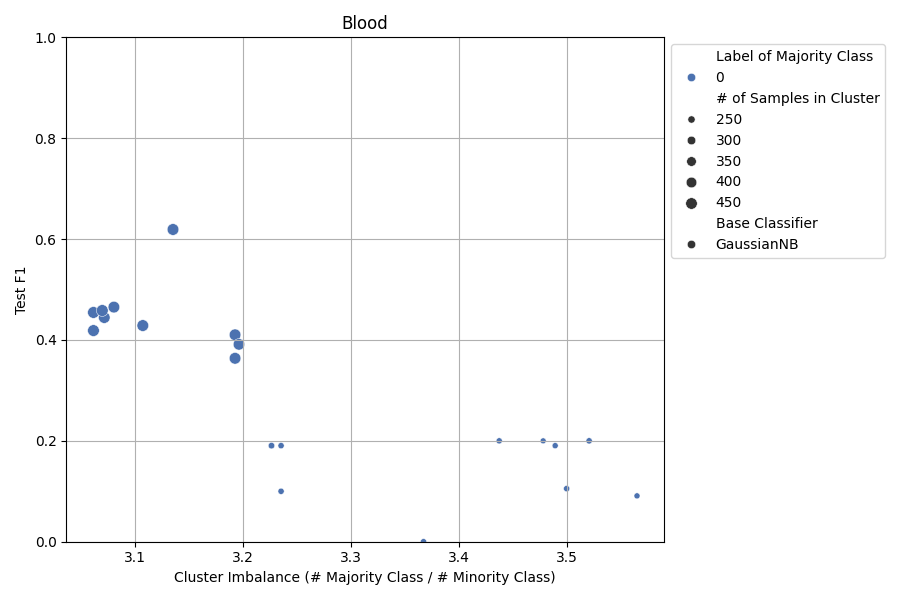 Blood
1.0
0.8
0.6
0.4
0.2
0.0
Test F1
3.1 3.2 3.3 3.4 3.5
Cluster Imbalance (# Majority Class / # Minority Class)
Label of Majority Class
0
# of Samples in Cluster
250
300
350
400
450
Base Classifier
GaussianNB